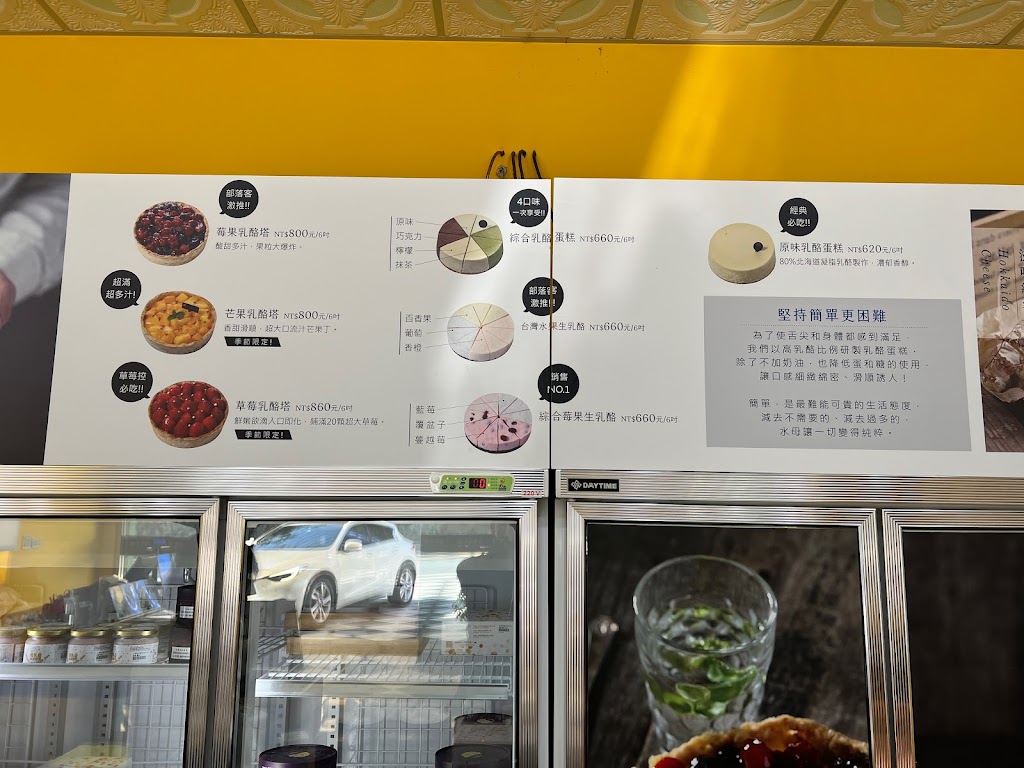 部落客
激推!!
莓果乳酪塔 NT$800元/6吋
酸甜多汁，果粒大爆炸。
超滿
超多汁!
芒果乳酪塔 NT$800元/6吋
香甜滑順，超大口流汁芒果丁。
季節限定!
草莓控
必吃!!
草莓乳酪塔 NT$860元/6吋
鮮嫩欲滴入口即化，鋪滿20顆超大草莓。
季節限定!
4口味
一次享受!!
原味
巧克力
檸檬
抹茶
綜合乳酪蛋糕 NT$660元/6吋
部落客
激推!!
百香果
葡萄
香橙
台灣水果生乳酪 NT$660元/6吋
銷售
NO.1
藍莓
覆盆子
蔓越莓
綜合莓果生乳酪 NT$660元/6吋
經典
必吃!!
原味乳酪蛋糕 NT$620元/6吋
80%北海道凝脂乳酪製作，濃郁香醇。
堅持簡單更困難
為了使舌尖和身體都感到滿足，
我們以高乳酪比例研製乳酪蛋糕，
除了不加奶油，也降低蛋和糖的使用，
讓口感細緻綿密、滑順誘人！
簡單，是最難能可貴的生活態度，
減去不需要的、減去過多的，
水母讓一切變得純粹。
Hokkaido
Cheese
220V
DAYTIME